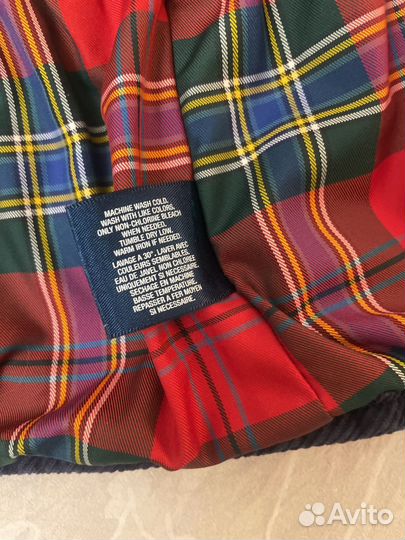 MACHINE WASH COLD.
WASH WITH LIKE COLORS.
ONLY NON-CHLORINE BLEACH
WHEN NEEDED.
TUMBLE DRY LOW.
WARM IRON IF NEEDED.
LAVAGE A 30°, LAVER AVEC
COULEURS SEMBLABLES.
EAU DE JAVEL NON CHLOREE
UNIQUEMENT SI NECESSAIRE.
SECHAGE EN MACHINE
BASSE TEMPERATURE.
REPASSER A FER MOYEN
SI NECESSAIRE.
Avito